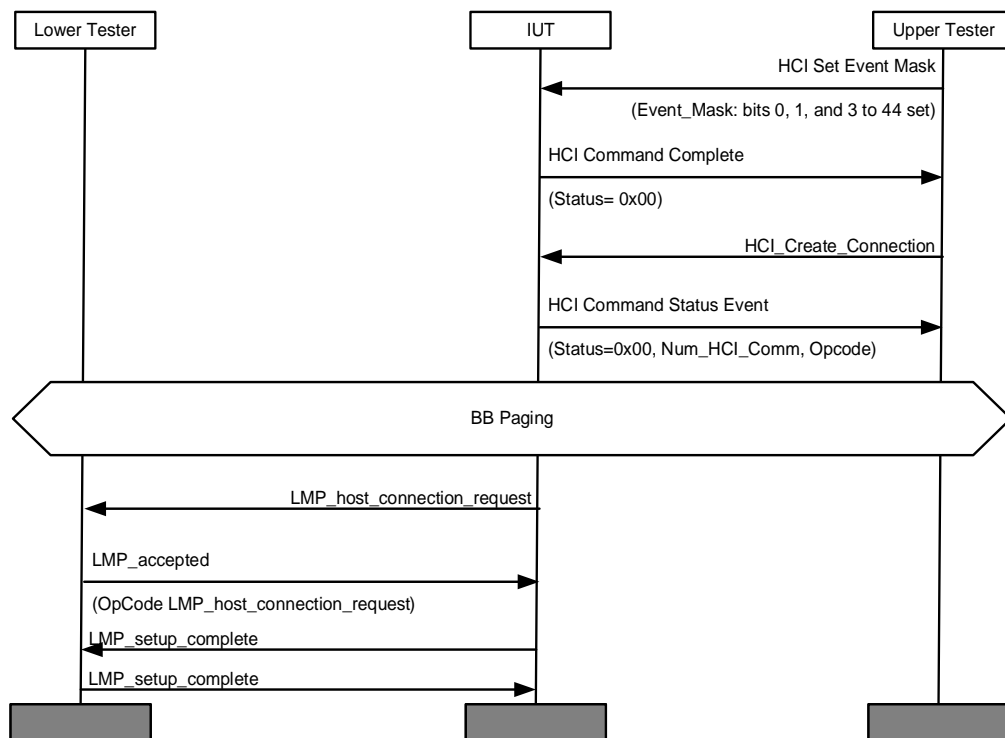 Lower Tester
IUT
Upper Tester
HCI Set Event Mask
(Event_Mask: bits 0, 1, and 3 to 44 set)
HCI Command Complete
(Status= 0x00)
HCI_Create_Connection
HCI Command Status Event
(Status=0x00, Num_HCI_Comm, Opcode)
BB Paging
LMP_host_connection_request
LMP_accepted
(OpCode LMP_host_connection_request)
LMP_setup_complete
LMP_setup_complete